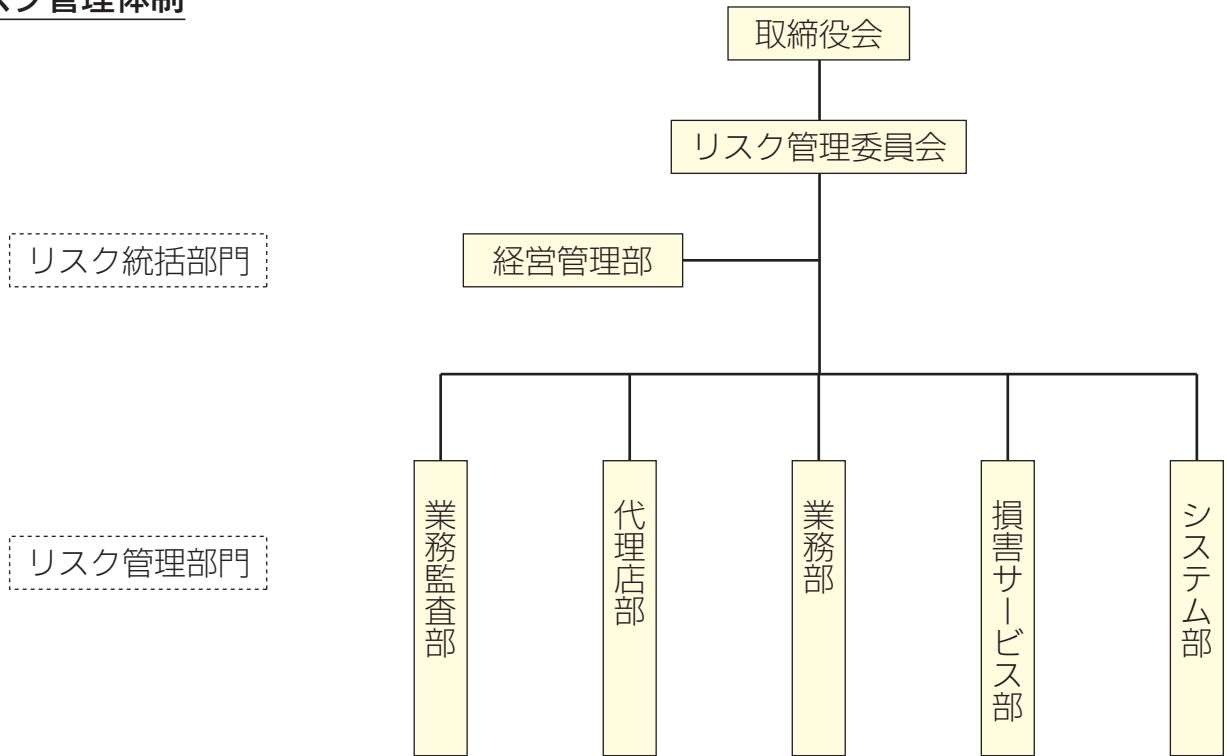 スク管理体制
取締役会
リスク管理委員会
リスク統括部門
経営管理部
リスク管理部門
業務監査部
代理店部
業務部
損害サービス部
システム部